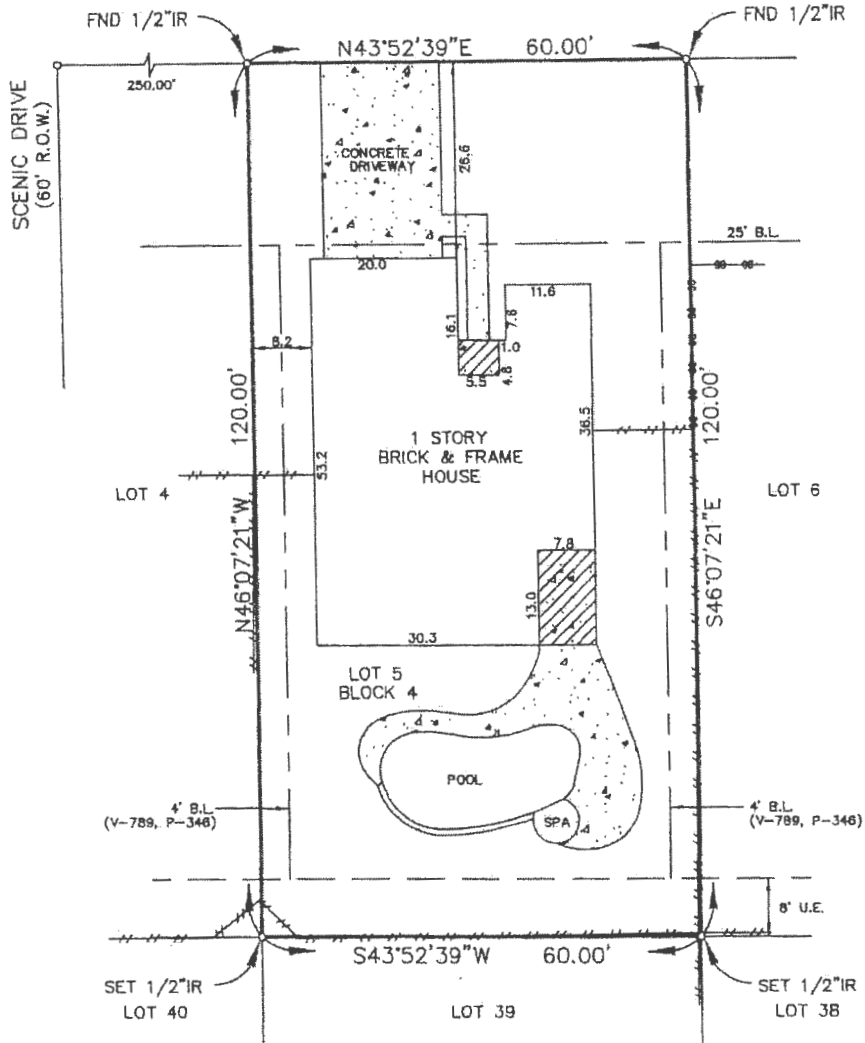 FND 1/2"IR
FND 1/2"IR
N43°52'39"E 60.00'
250.00'
SCENIC DRIVE
(60' R.O.W.)
CONCRETE
DRIVEWAY
26.6
25' B.L.
20.0
11.6
16.1
7.6
8.2
1.0
5.5
4.8
120.00'
120.00'
38.5
1 STORY
BRICK & FRAME
HOUSE
53.2
LOT 4
LOT 6
N46°07'21"W
S46°07'21"E
7.8
13.0
30.3
LOT 5
BLOCK 4
POOL
SPA
4' B.L.
(V-789, P-346)
4' B.L.
(V-789, P-346)
8' U.E.
S43°52'39"W 60.00'
SET 1/2"IR
SET 1/2"IR
LOT 40
LOT 39
LOT 38